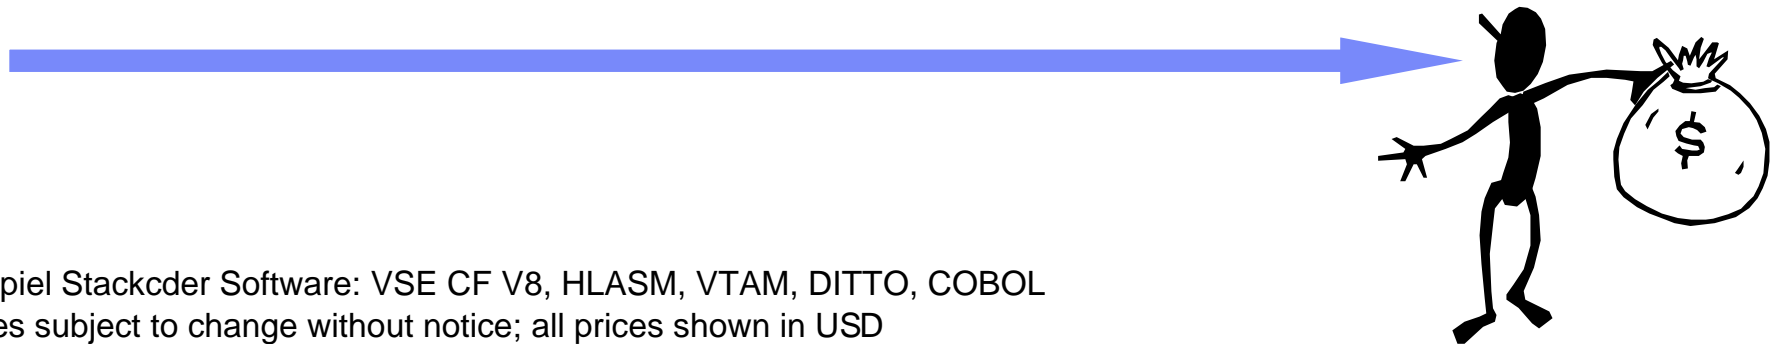 $
piel Stackcder Software: VSE CF V8, HLASM, VTAM, DITTO, COBOL
es subject to change without notice; all prices shown in USD